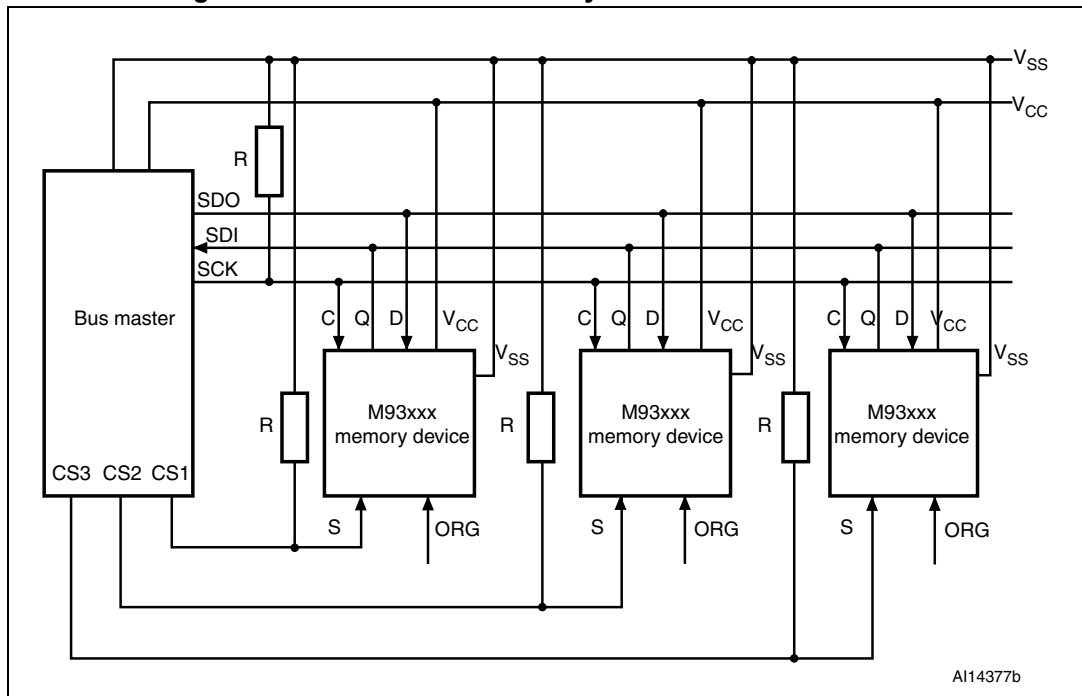 VSS
VCC
R
SDO
SDI
SCK
Bus master
C Q D VCC VSS
C Q D VCC VSS
C Q D VCC VSS
R
M93xxx
memory device
R
M93xxx
memory device
R
M93xxx
memory device
CS3 CS2 CS1
S ORG
S ORG
S ORG
AI14377b